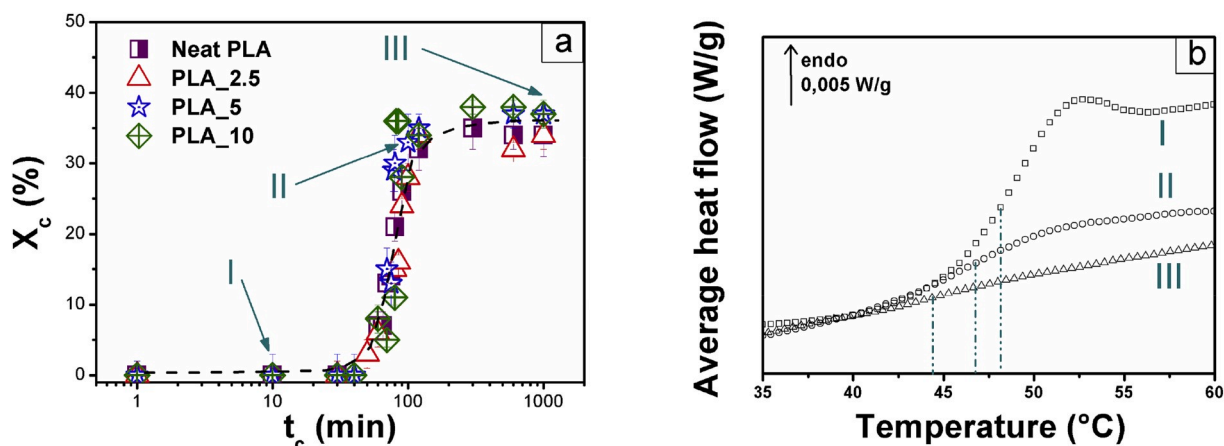 50
40
30
20
10
0
X_c (%)
a
Neat PLA
PLA_2.5
PLA_5
PLA_10
III
II
I
1
10
100
1000
t_c (min)
b
endo
0,005 W/g
Average heat flow (W/g)
I
II
III
35
40
45
50
55
60
Temperature (°C)